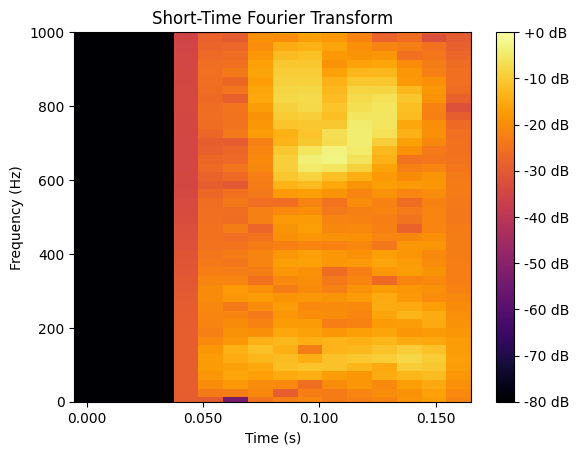 Short-Time Fourier Transform
1000
800
600
400
200
0
Frequency (Hz)
0.000
0.050
0.100
0.150
Time (s)
+0 dB
-10 dB
-20 dB
-30 dB
-40 dB
-50 dB
-60 dB
-70 dB
-80 dB